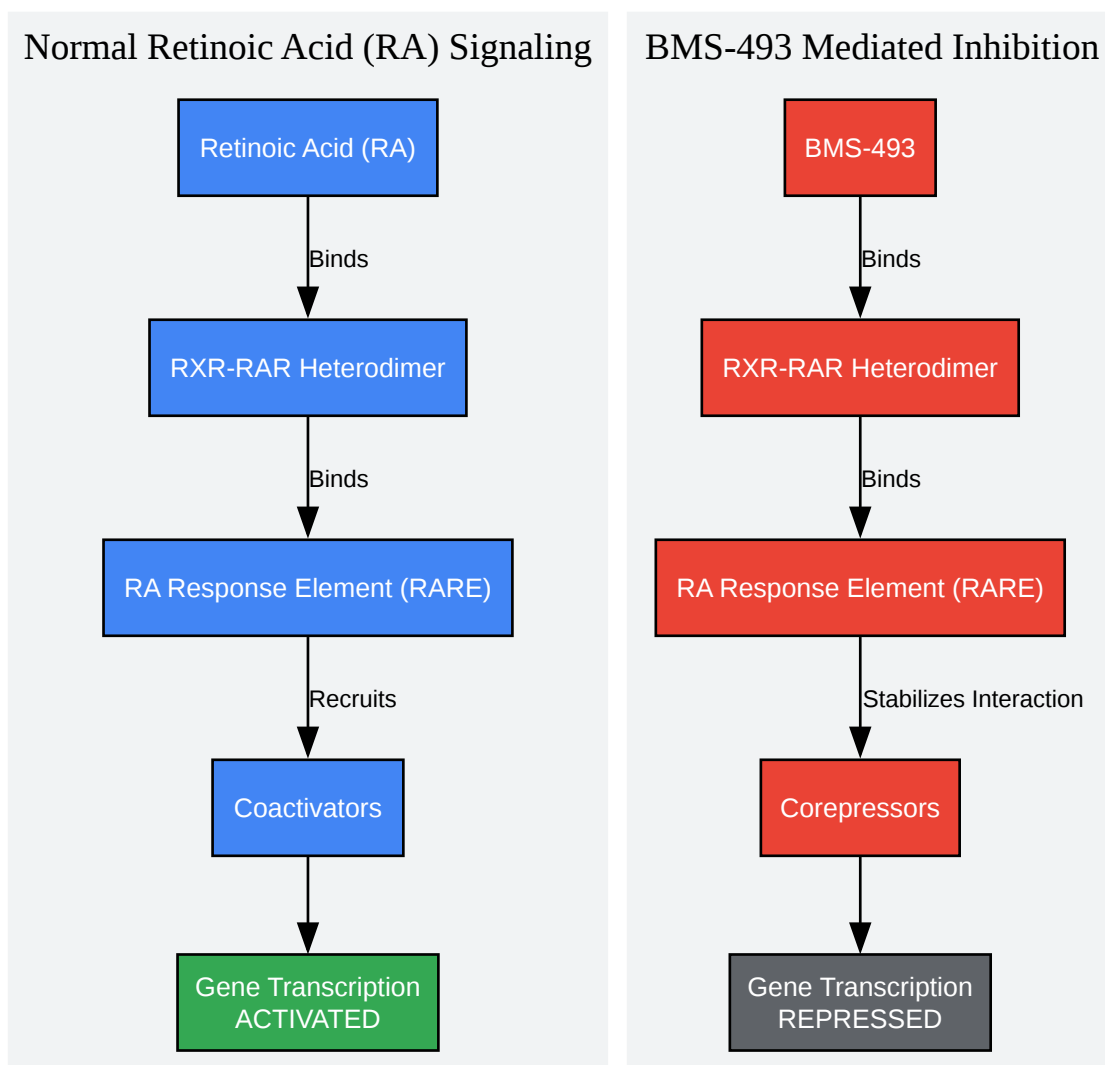 Normal Retinoic Acid (RA) Signaling
Retinoic Acid (RA)
Binds
RXR-RAR Heterodimer
Binds
RA Response Element (RARE)
Recruits
Coactivators
Gene Transcription
ACTIVATED
BMS-493 Mediated Inhibition
BMS-493
Binds
RXR-RAR Heterodimer
Binds
RA Response Element (RARE)
Stabilizes Interaction
Corepressors
Gene Transcription
REPRESSED